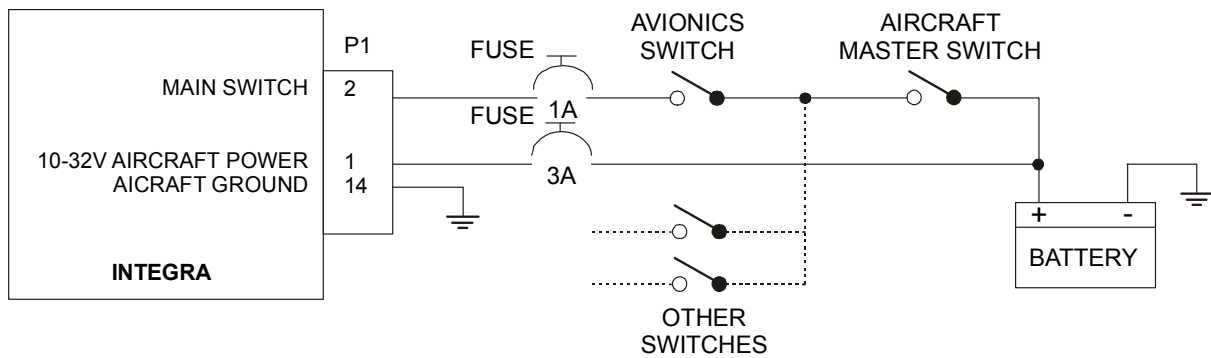 AVIONICS
SWITCH
AIRCRAFT
MASTER SWITCH
P1
FUSE
MAIN SWITCH
2
1A
FUSE
10-32V AIRCRAFT POWER
1
3A
AICRAFT GROUND
14
+
-
BATTERY
INTEGRA
OTHER
SWITCHES